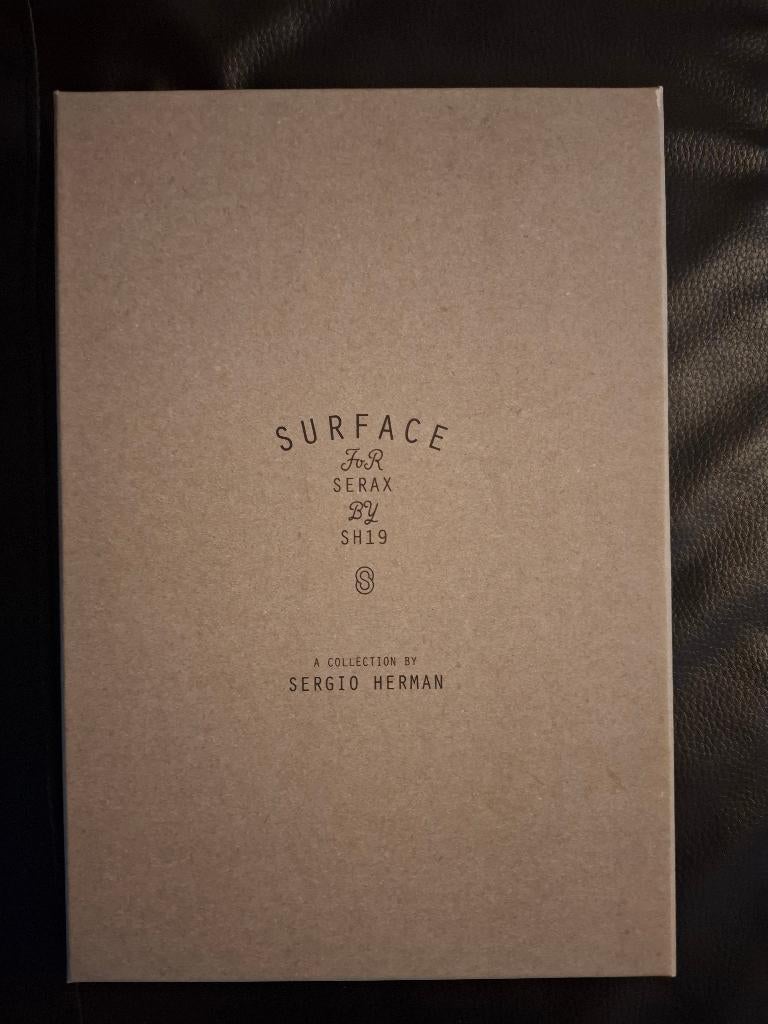 SURFACE
FoR
SERAX
BY
SH19
S
A COLLECTION BY
SERGIO HERMAN